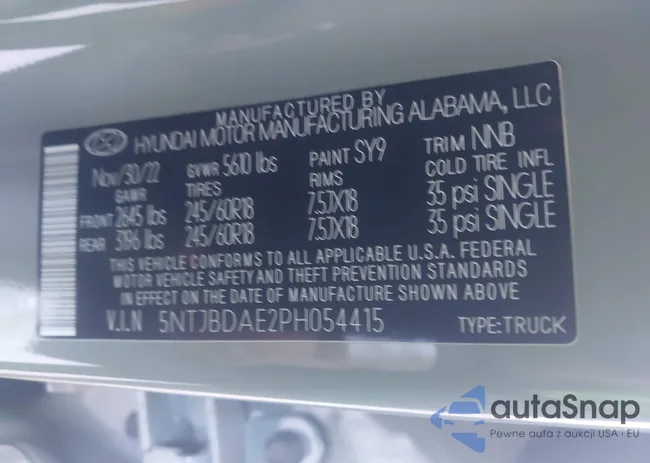 MANUFACTURED BY
HYUNDAI MOTOR MANUFACTURING ALABAMA, LLC
Nov/30/22 GVWR 5610 lbs PAINT SY9 TRIM NNB
GAWR TIRES RIMS COLD TIRE INFL
FRONT 2645 lbs 245/60R18 7.5JX18 35 psi SINGLE
REAR 3196 lbs 245/60R18 7.5JX18 35 psi SINGLE
THIS VEHICLE CONFORMS TO ALL APPLICABLE U.S.A. FEDERAL
MOTOR VEHICLE SAFETY AND THEFT PREVENTION STANDARDS
IN EFFECT ON THE DATE OF MANUFACTURE SHOWN ABOVE
V.I.N 5NTJBDAE2PH054415 TYPE:TRUCK
autaSnap
Pewne auta z aukcji USA i EU